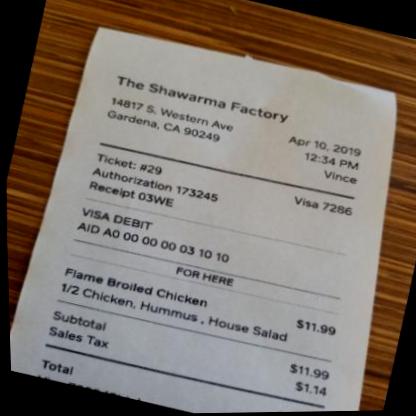 The Shawarma Factory
14817 S. Western Ave
Gardena, CA 90249
Apr 10, 2019
12:34 PM
Vince
Ticket: #29
Authorization 173245
Visa 7286
Receipt 03WE
VISA DEBIT
AID A0 00 00 00 03 10 10
FOR HERE
Flame Broiled Chicken $11.99
1/2 Chicken, Hummus , House Salad
Subtotal $11.99
Sales Tax $1.14
Total